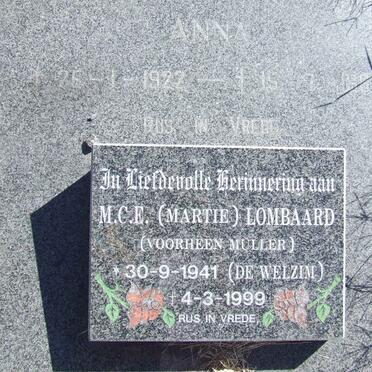 ANNA
25-1-1922 — † 15
RUS IN VREDE
In Liefdevolle Herinnering aan
M.C.E. (MARTIE) LOMBAARD
(VOORHEEN MULLER)
* 30-9-1941 (DE WELZIM)
† 4-3-1999
RUS IN VREDE